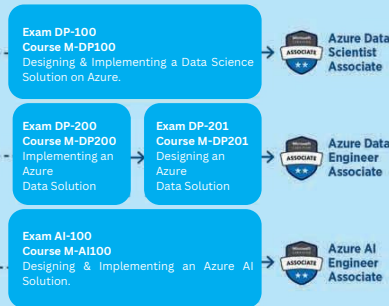 Exam DP-100
Course M-DP100
Designing & Implementing a Data Science
Solution on Azure.
Microsoft
ASSOCIATE
Azure Data
Scientist
Associate
Exam DP-200
Course M-DP200
Implementing an
Azure
Data Solution
Exam DP-201
Course M-DP201
Designing an
Azure
Data Solution
Microsoft
ASSOCIATE
Azure Data
Engineer
Associate
Exam AI-100
Course M-AI100
Designing & Implementing an Azure AI
Solution.
Microsoft
ASSOCIATE
Azure AI
Engineer
Associate